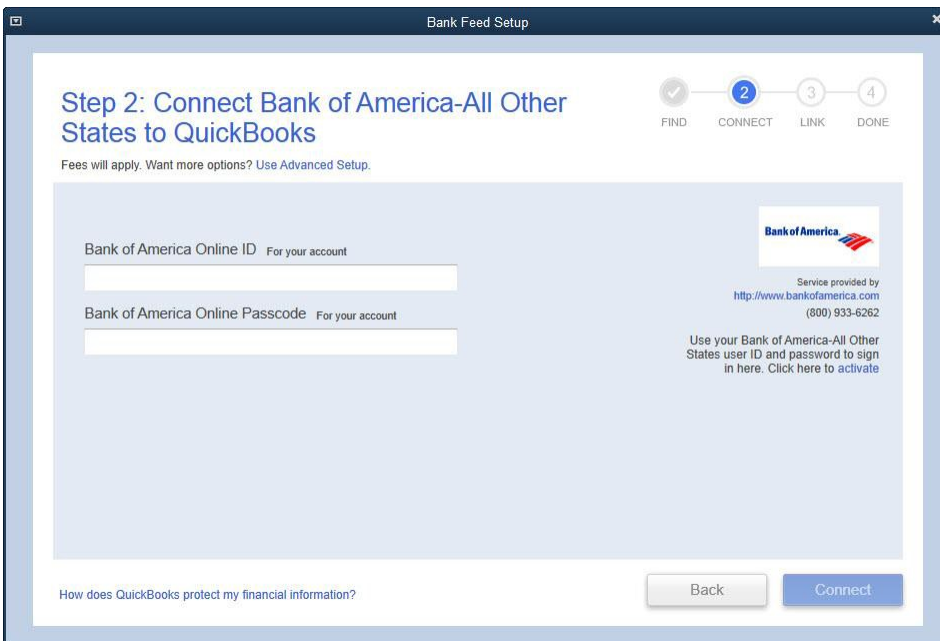 Bank Feed Setup
Step 2: Connect Bank of America-All Other
States to QuickBooks
Fees will apply. Want more options? Use Advanced Setup.
2
3
4
FIND
CONNECT
LINK
DONE
Bank of America Online ID For your account
Bank of America Online Passcode For your account
Bank of America
Service provided by
http://www.bankofamerica.com
(800) 933-6262
Use your Bank of America-All Other
States user ID and password to sign
in here. Click here to activate
How does QuickBooks protect my financial information?
Back
Connect